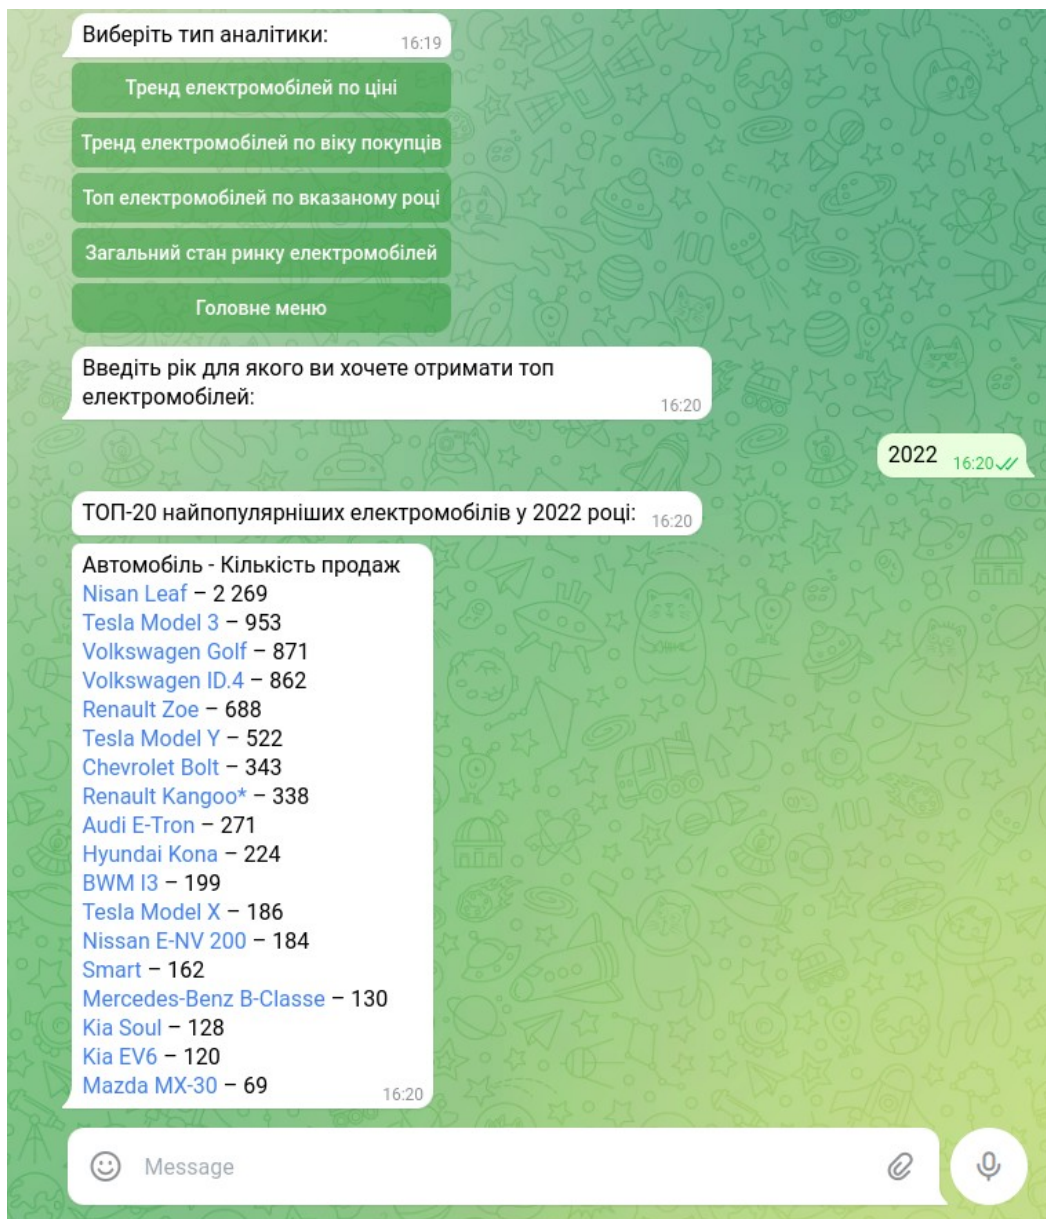 Виберіть тип аналітики:
16:19
Тренд електромобілей по ціні
Тренд електромобілей по віку покупців
Топ електромобілей по вказаному році
Загальний стан ринку електромобілей
Головне меню
Введіть рік для якого ви хочете отримати топ
електромобілей:
16:20
2022 16:20
ТОП-20 найпопулярніших електромобілів у 2022 році: 16:20
Автомобіль - Кількість продаж
Nisan Leaf – 2 269
Tesla Model 3 – 953
Volkswagen Golf – 871
Volkswagen ID.4 – 862
Renault Zoe – 688
Tesla Model Y – 522
Chevrolet Bolt – 343
Renault Kangoo* – 338
Audi E-Tron – 271
Hyundai Kona – 224
BWM I3 – 199
Tesla Model X – 186
Nissan E-NV 200 – 184
Smart – 162
Mercedes-Benz B-Classe – 130
Kia Soul – 128
Kia EV6 – 120
Mazda MX-30 – 69
16:20
Message